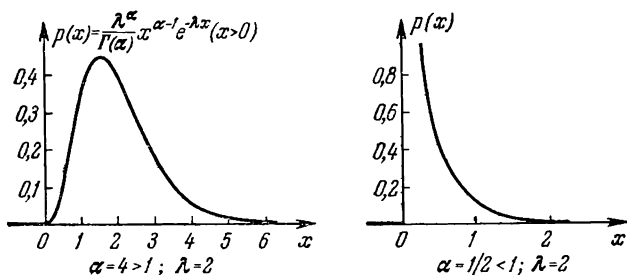 p(x)=λ^α/Γ(α) x^(α-1) e^(-λx) (x>0)
0,4
0,3
0,2
0,1
0 1 2 3 4 5 6 x
α=4>1; λ=2
p(x)
0,8
0,6
0,4
0,2
0 1 2 x
α=1/2<1; λ=2